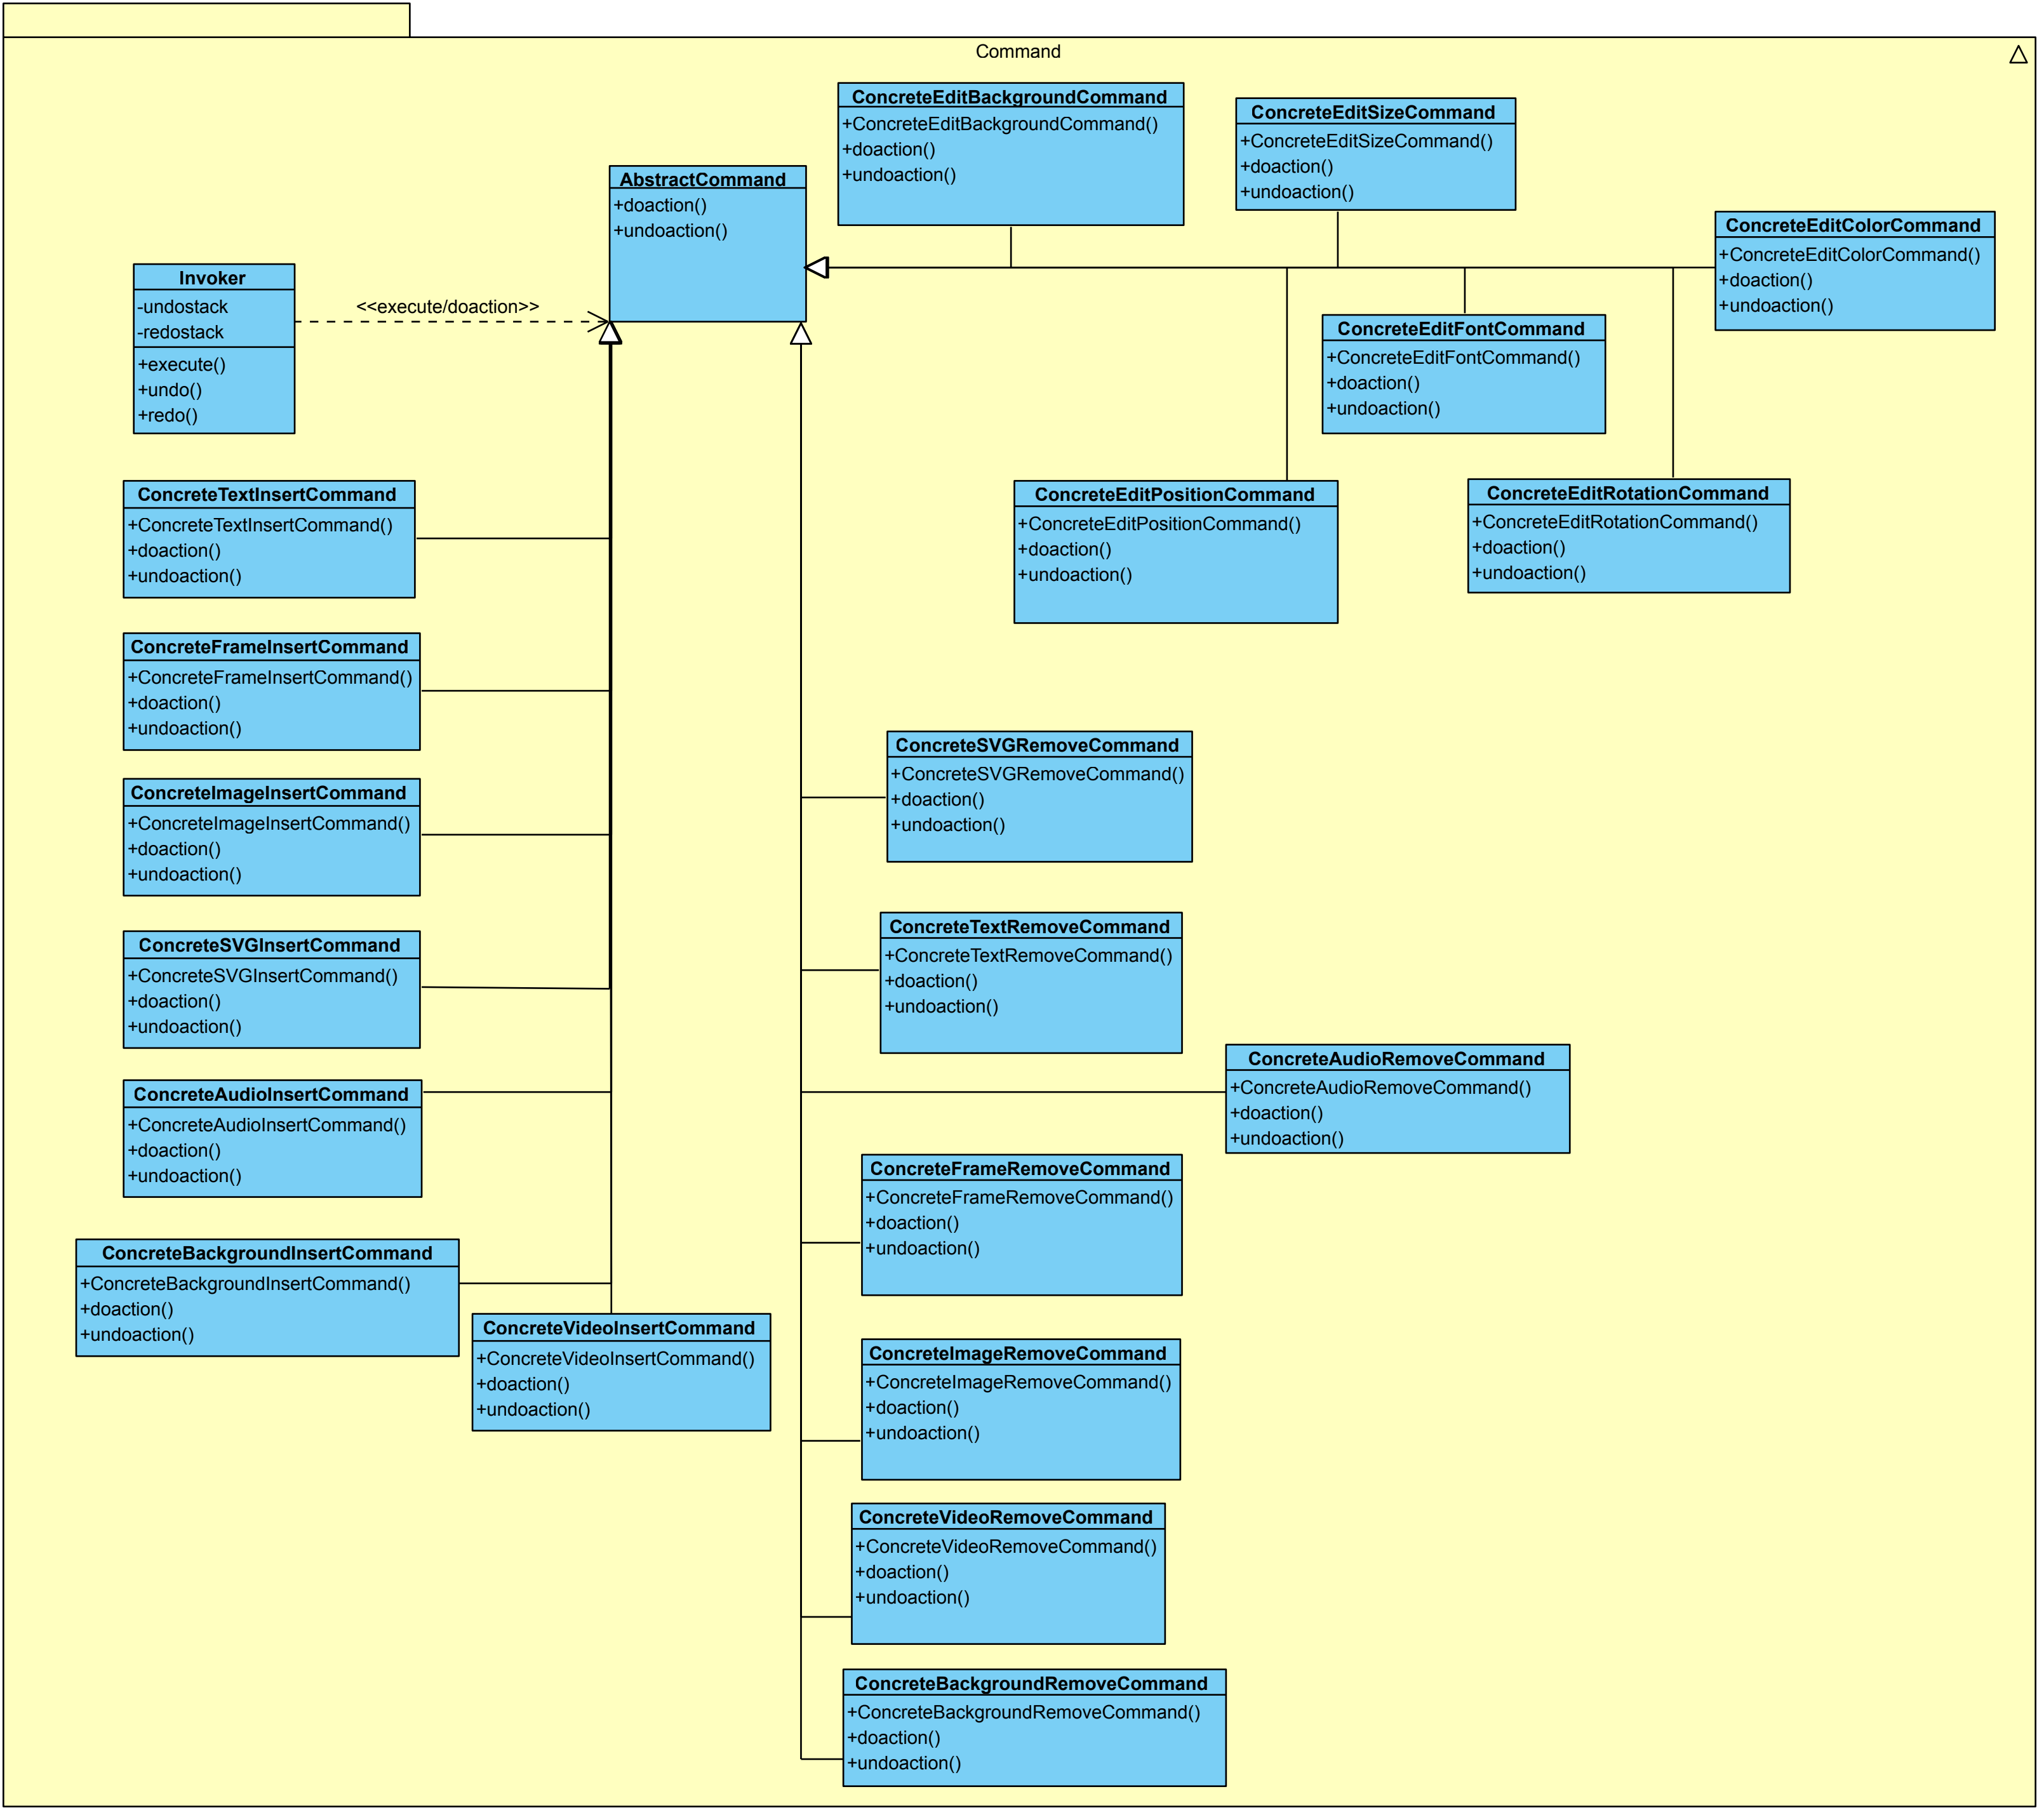 Command
ConcreteEditBackgroundCommand
+ConcreteEditBackgroundCommand()
+doaction()
+undoaction()
ConcreteEditSizeCommand
+ConcreteEditSizeCommand()
+doaction()
+undoaction()
AbstractCommand
+doaction()
+undoaction()
ConcreteEditColorCommand
+ConcreteEditColorCommand()
+doaction()
+undoaction()
Invoker
-undostack
-redostack
+execute()
+undo()
+redo()
<<execute/doaction>>
ConcreteEditFontCommand
+ConcreteEditFontCommand()
+doaction()
+undoaction()
ConcreteTextInsertCommand
+ConcreteTextInsertCommand()
+doaction()
+undoaction()
ConcreteEditPositionCommand
+ConcreteEditPositionCommand()
+doaction()
+undoaction()
ConcreteEditRotationCommand
+ConcreteEditRotationCommand()
+doaction()
+undoaction()
ConcreteFrameInsertCommand
+ConcreteFrameInsertCommand()
+doaction()
+undoaction()
ConcreteSVGRemoveCommand
+ConcreteSVGRemoveCommand()
+doaction()
+undoaction()
ConcreteImageInsertCommand
+ConcreteImageInsertCommand()
+doaction()
+undoaction()
ConcreteTextRemoveCommand
+ConcreteTextRemoveCommand()
+doaction()
+undoaction()
ConcreteSVGInsertCommand
+ConcreteSVGInsertCommand()
+doaction()
+undoaction()
ConcreteAudioRemoveCommand
+ConcreteAudioRemoveCommand()
+doaction()
+undoaction()
ConcreteAudioInsertCommand
+ConcreteAudioInsertCommand()
+doaction()
+undoaction()
ConcreteFrameRemoveCommand
+ConcreteFrameRemoveCommand()
+doaction()
+undoaction()
ConcreteBackgroundInsertCommand
+ConcreteBackgroundInsertCommand()
+doaction()
+undoaction()
ConcreteVideoInsertCommand
+ConcreteVideoInsertCommand()
+doaction()
+undoaction()
ConcreteImageRemoveCommand
+ConcreteImageRemoveCommand()
+doaction()
+undoaction()
ConcreteVideoRemoveCommand
+ConcreteVideoRemoveCommand()
+doaction()
+undoaction()
ConcreteBackgroundRemoveCommand
+ConcreteBackgroundRemoveCommand()
+doaction()
+undoaction()